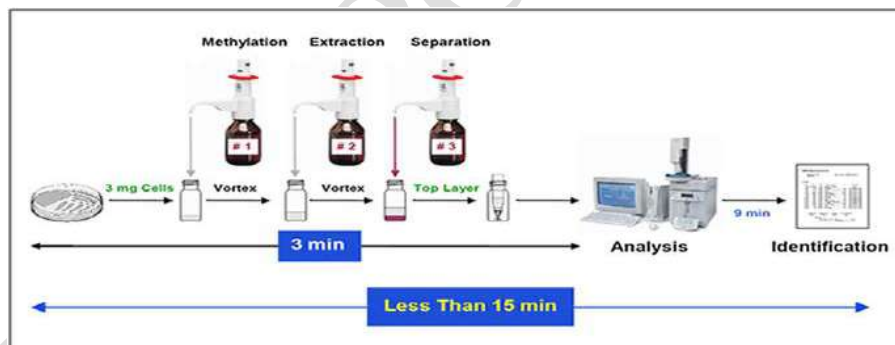 Methylation Extraction Separation
# 1 # 2 # 3
3 mg Cells Vortex Vortex Top Layer 9 min
3 min Analysis Identification
Less Than 15 min